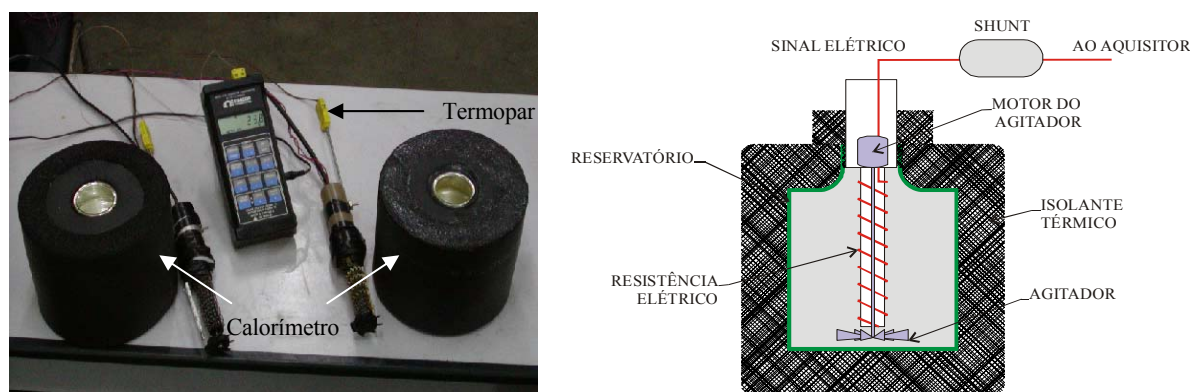 Termopar
Calorímetro
SHUNT
SINAL ELÉTRICO
AO AQUISITOR
MOTOR DO
AGITADOR
RESERVATÓRIO
ISOLANTE
TÉRMICO
RESISTÊNCIA
ELÉTRICO
AGITADOR